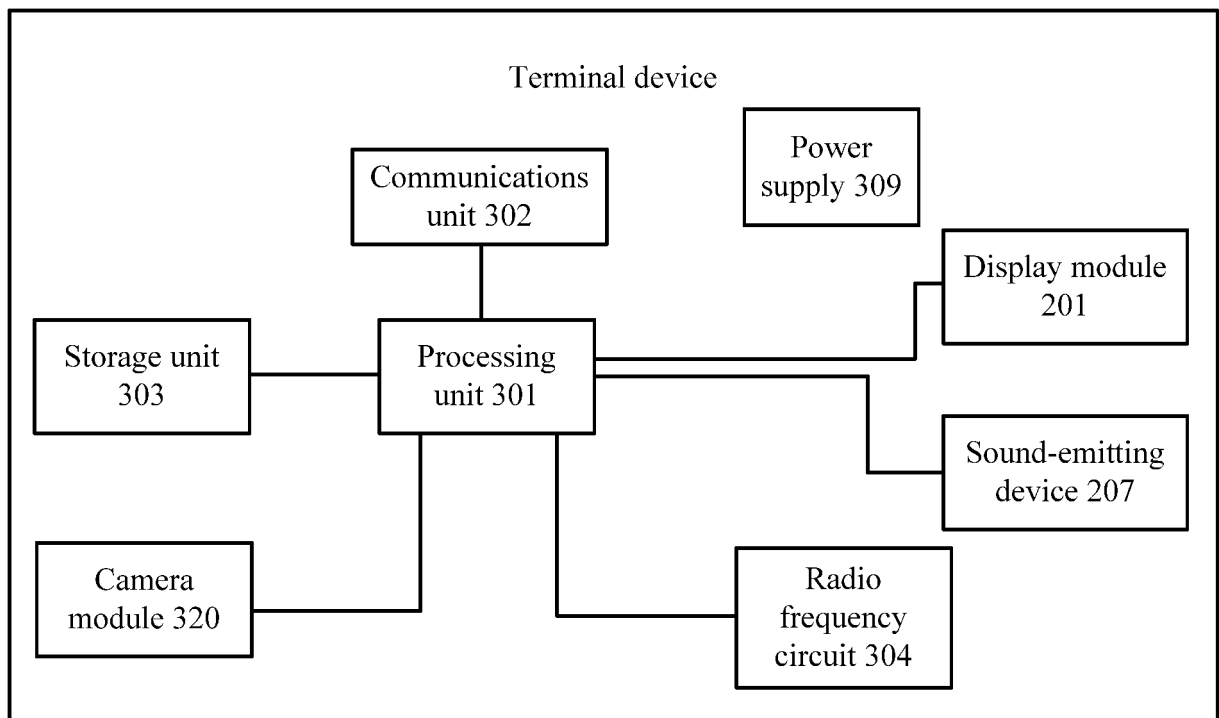 Terminal device
Power
supply 309
Communications
unit 302
Display module
201
Storage unit
303
Processing
unit 301
Sound-emitting
device 207
Camera
module 320
Radio
frequency
circuit 304